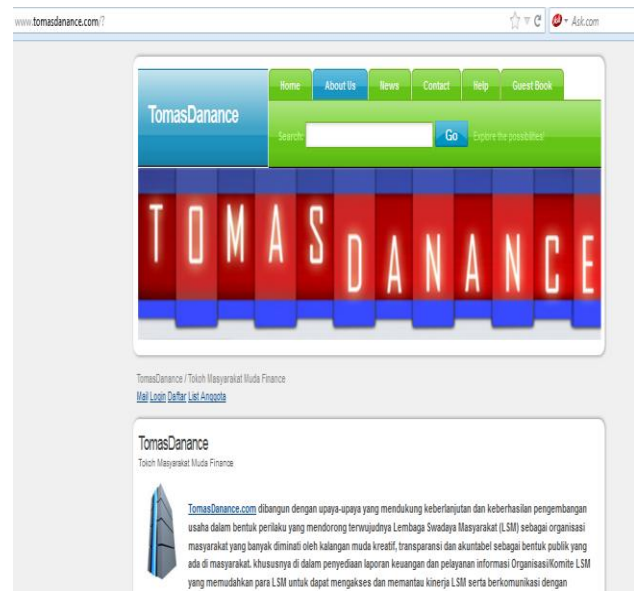 www.tomasdanance.com/?
Ask.com
Home About Us News Contact Help Guest Book
TomasDanance
Search: Go Explore the possibilities!
TOMASDANANCE
TomasDanance / Tokoh Masyarakat Muda Finance
Mail Login Daftar List Anggota
TomasDanance
Tokoh Masyarakat Muda Finance
TomasDanance.com dibangun dengan upaya-upaya yang mendukung keberlanjutan dan keberhasilan pengembangan
usaha dalam bentuk perilaku yang mendorong terwujudnya Lembaga Swadaya Masyarakat (LSM) sebagai organisasi
masyarakat yang banyak diminati oleh kalangan muda kreatif, transparansi dan akuntabel sebagai bentuk publik yang
ada di masyarakat. khususnya di dalam penyediaan laporan keuangan dan pelayanan informasi Organisasi/Komite LSM
yang memudahkan para LSM untuk dapat mengakses dan memantau kinerja LSM serta berkomunikasi dengan